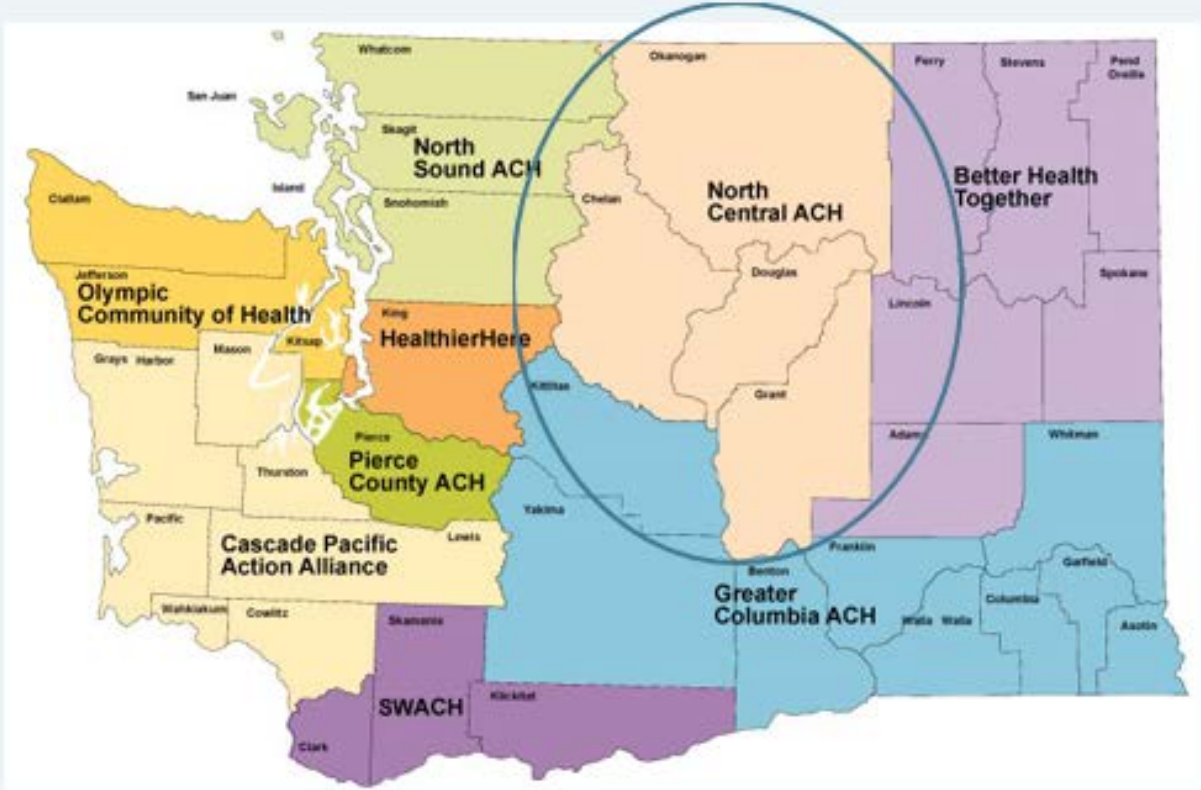 Whatcom
Okanogan
Ferry
Stevens
Pend
Oreille
San Juan
Skagit
North
Sound ACH
Island
Snohomish
Chelan
North
Central ACH
Better Health
Together
Clallam
Jefferson
Olympic
Community of Health
Douglas
Spokane
Lincoln
King
HealthierHere
Kitsap
Mason
Grays Harbor
Kittitas
Grant
Pierce
Pierce
County ACH
Adam
Whitman
Thurston
Yakima
Pacific
Lewis
Cascade Pacific
Action Alliance
Franklin
Benton
Greater
Columbia ACH
Garfield
Columbia
Walla Walla
Asotin
Wahkiakum
Cowlitz
Skamania
SWACH
Klickitat
Clark